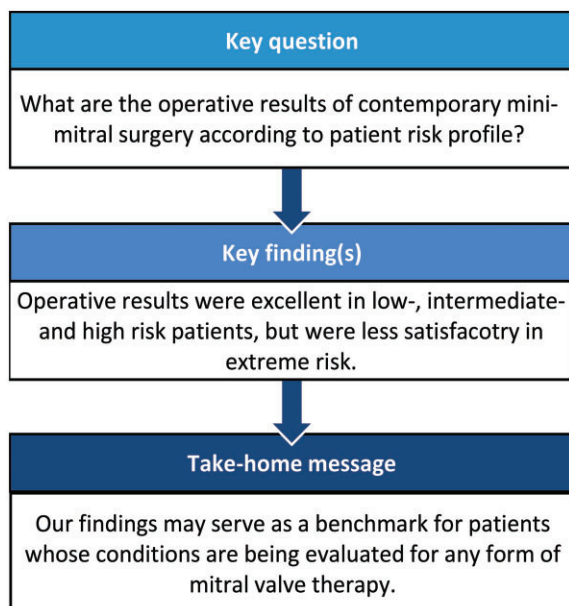 Key question
What are the operative results of contemporary mini-
mitral surgery according to patient risk profile?
Key finding(s)
Operative results were excellent in low-, intermediate-
and high risk patients, but were less satisfacotry in
extreme risk.
Take-home message
Our findings may serve as a benchmark for patients
whose conditions are being evaluated for any form of
mitral valve therapy.